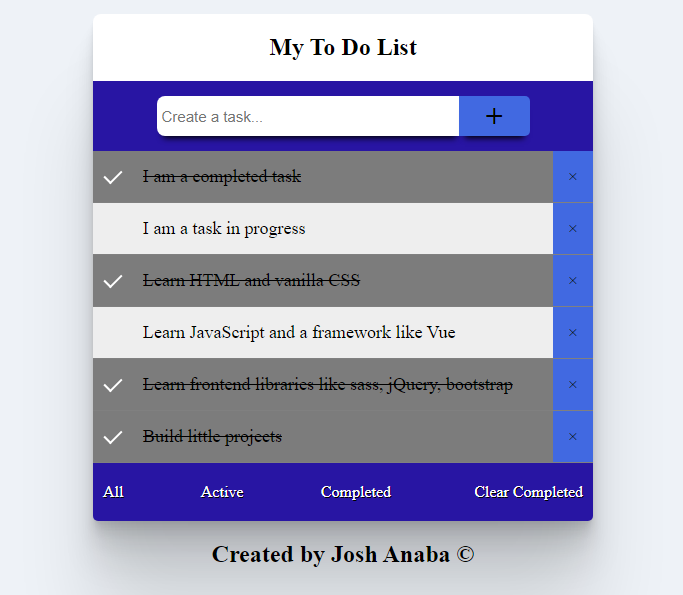 My To Do List
Create a task...
+
I am a completed task ×
I am a task in progress ×
Learn HTML and vanilla CSS ×
Learn JavaScript and a framework like Vue ×
Learn frontend libraries like sass, jQuery, bootstrap ×
Build little projects ×
All Active Completed Clear Completed
Created by Josh Anaba ©